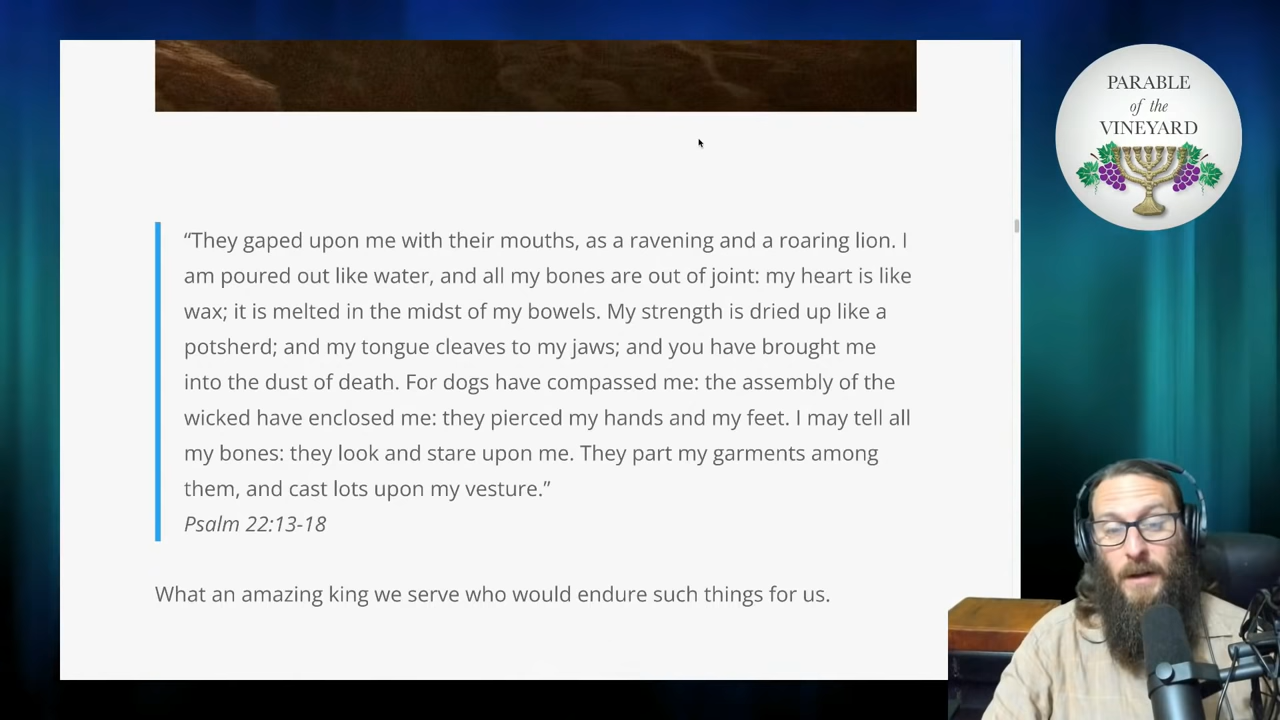 PARABLE
of the
VINEYARD
“They gaped upon me with their mouths, as a ravening and a roaring lion. I
am poured out like water, and all my bones are out of joint: my heart is like
wax; it is melted in the midst of my bowels. My strength is dried up like a
potsherd; and my tongue cleaves to my jaws; and you have brought me
into the dust of death. For dogs have compassed me: the assembly of the
wicked have enclosed me: they pierced my hands and my feet. I may tell all
my bones: they look and stare upon me. They part my garments among
them, and cast lots upon my vesture.”
Psalm 22:13-18
What an amazing king we serve who would endure such things for us.